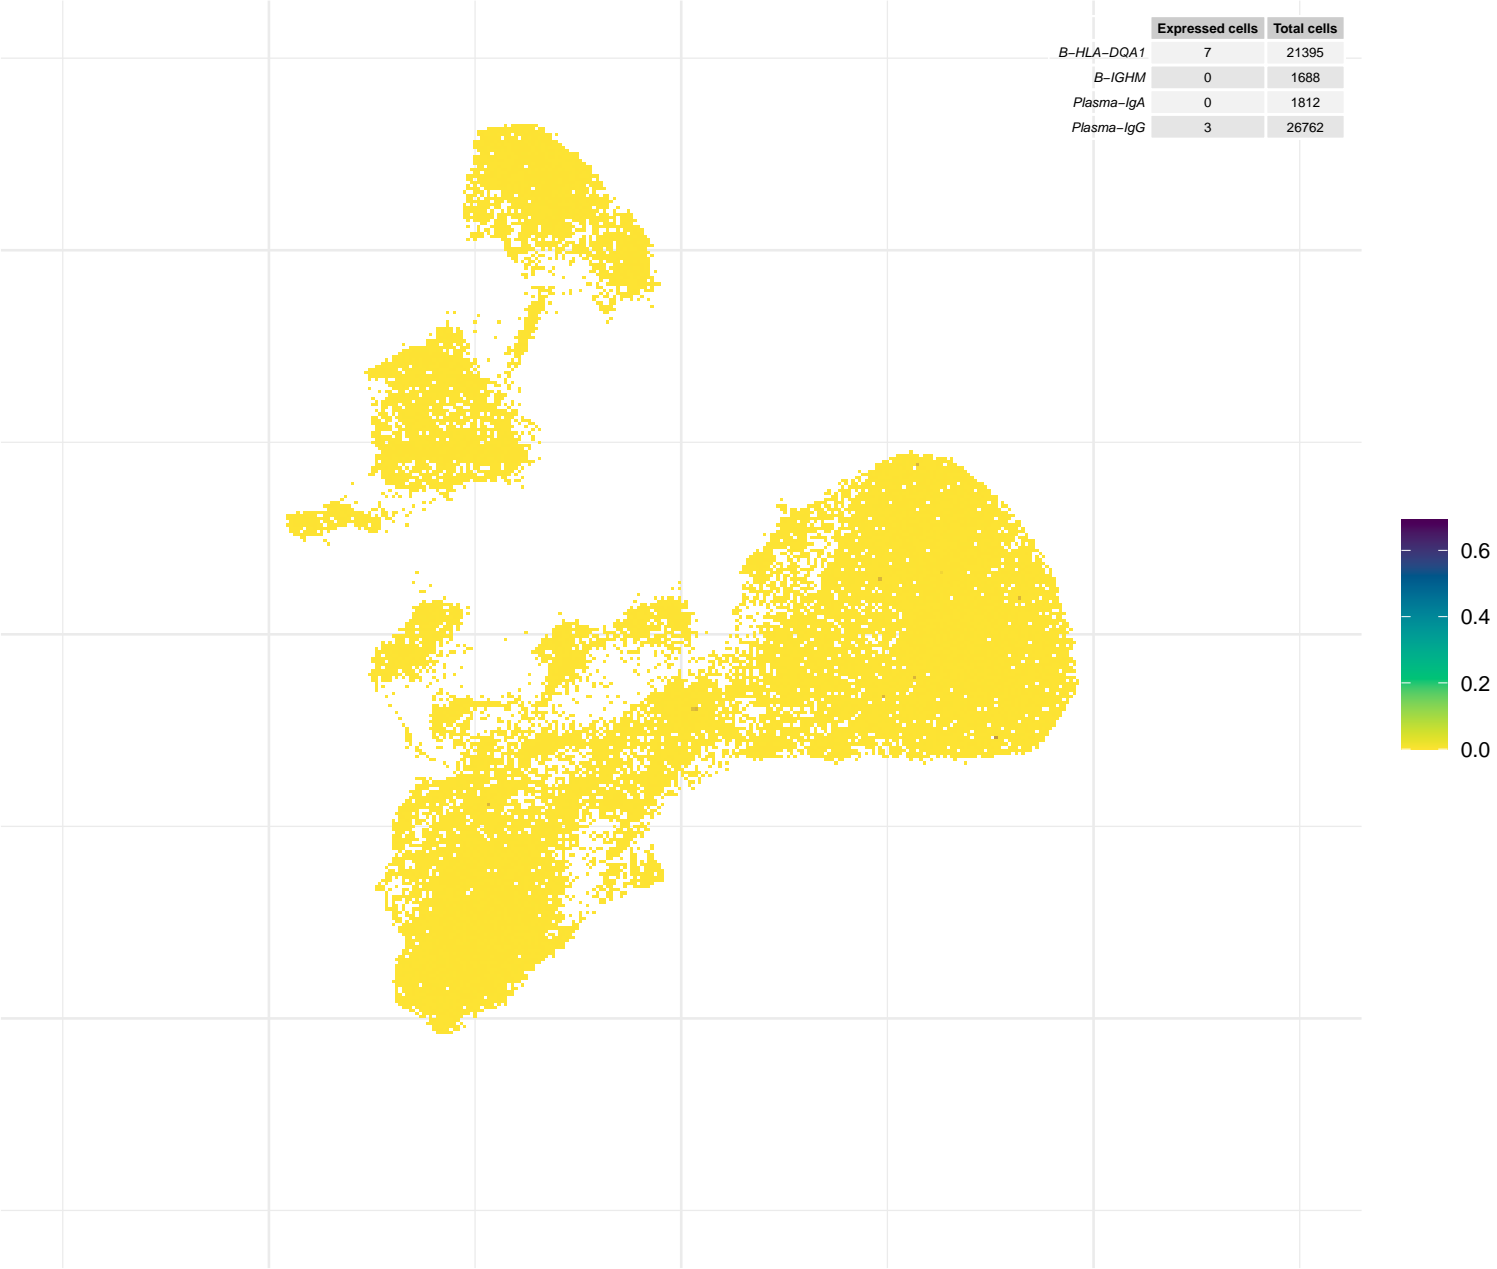 Expressed cells Total cells
B−HLA−DQA1 7 21395
B−IGHM 0 1688
Plasma−IgA 0 1812
Plasma−IgG 3 26762
0.6
0.4
0.2
0.0